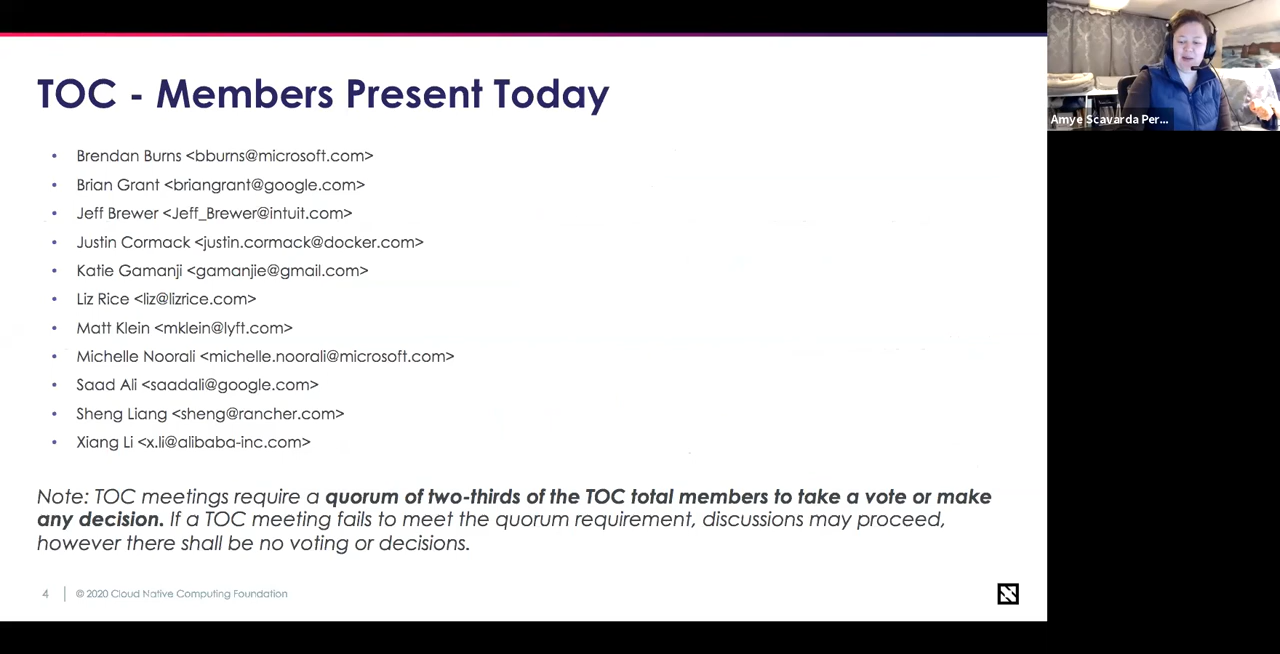 TOC - Members Present Today
Amye Scavarda Per...
• Brendan Burns <bburns@microsoft.com>
• Brian Grant <briangrant@google.com>
• Jeff Brewer <Jeff_Brewer@intuit.com>
• Justin Cormack <justin.cormack@docker.com>
• Katie Gamanji <gamanjie@gmail.com>
• Liz Rice <liz@lizrice.com>
• Matt Klein <mklein@lyft.com>
• Michelle Noorali <michelle.noorali@microsoft.com>
• Saad Ali <saadali@google.com>
• Sheng Liang <sheng@rancher.com>
• Xiang Li <x.li@alibaba-inc.com>
Note: TOC meetings require a quorum of two-thirds of the TOC total members to take a vote or make
any decision. If a TOC meeting fails to meet the quorum requirement, discussions may proceed,
however there shall be no voting or decisions.
4 | © 2020 Cloud Native Computing Foundation